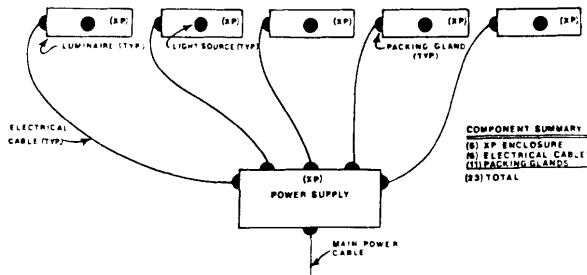 (XP) (XP) (XP) (XP) (XP)
LUMINAIRE (TYP.) LIGHT SOURCE (TYP) PACKING GLAND
(TYP)
ELECTRICAL
CABLE (TYP)
COMPONENT SUMMARY
(6) XP ENCLOSURE
(6) ELECTRICAL CABLE
(11) PACKING GLANDS
(23) TOTAL
(XP)
POWER SUPPLY
MAIN POWER
CABLE